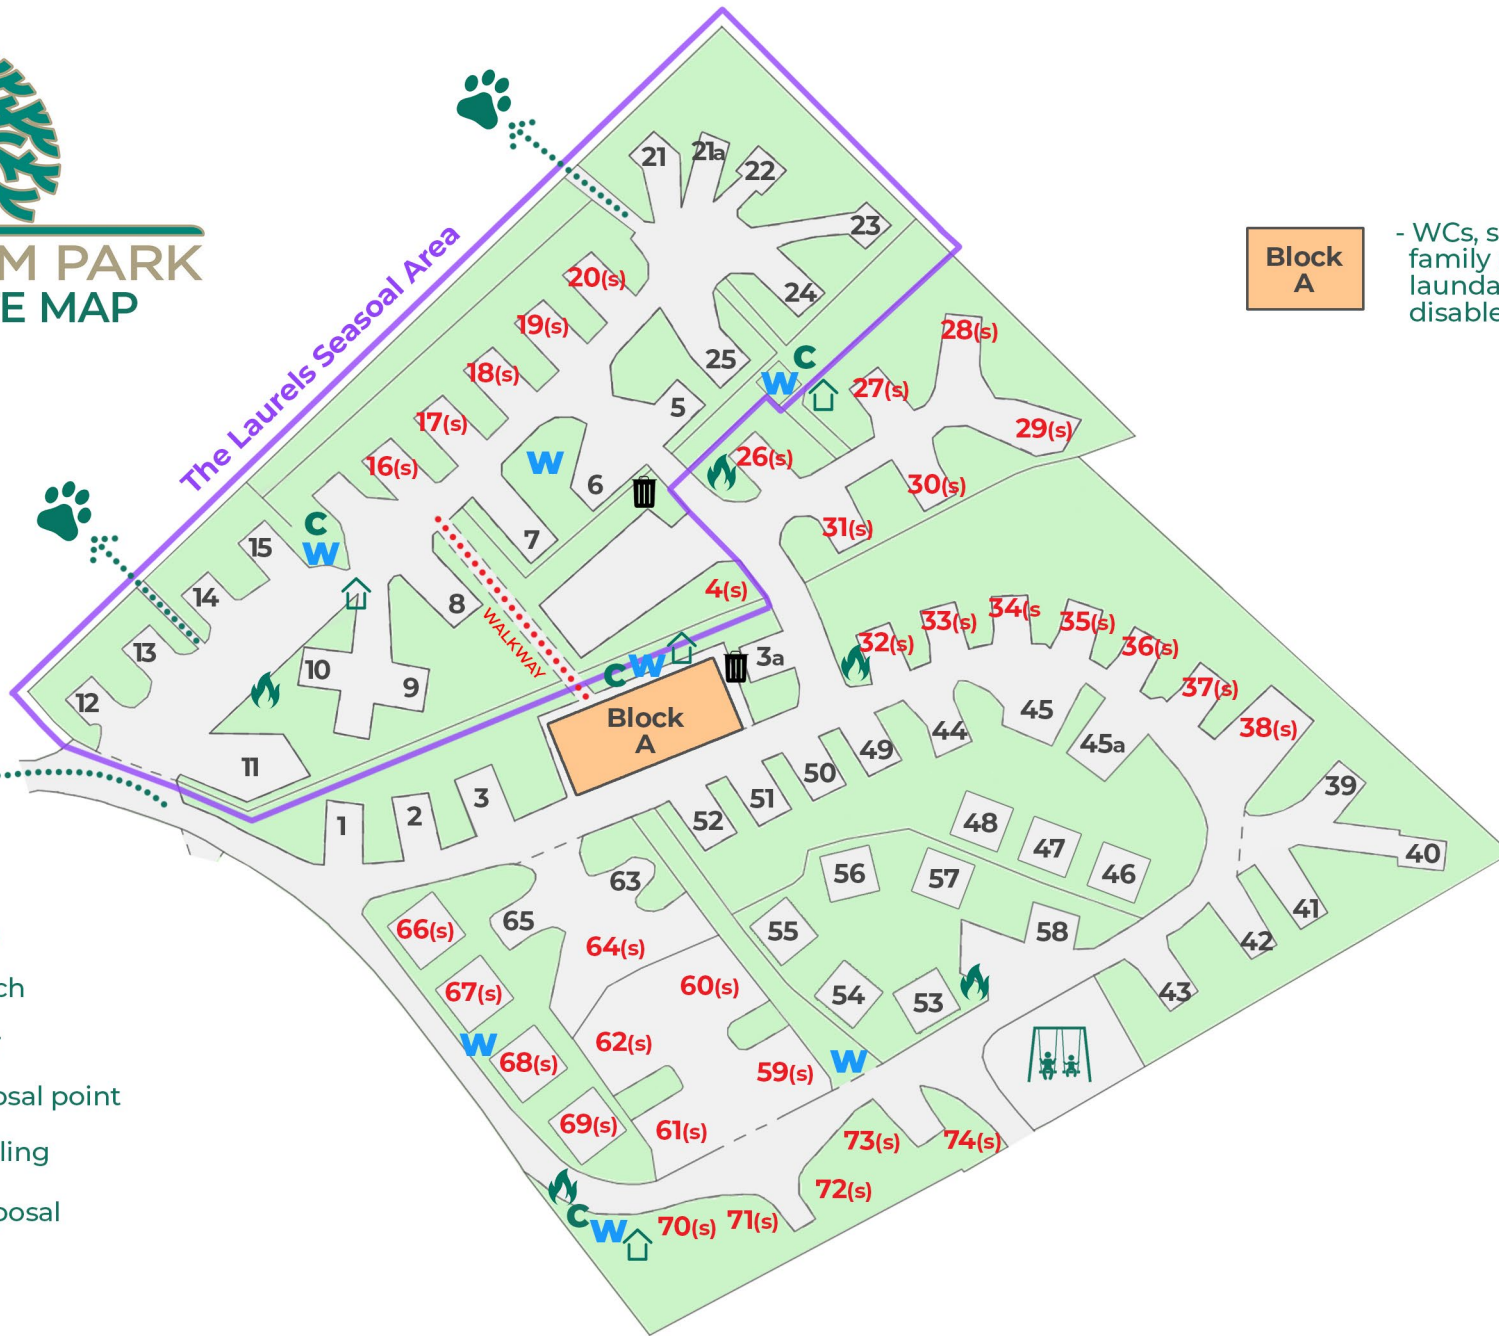 M PARK
E MAP
The Laurels Seasoal Area
21
21a
22
23
20(s)
24
19(s)
28(s)
Block
A
- WCs, s
family
launda
disable
25
C
W
18(s)
27(s)
5
17(s)
29(s)
W
26(s)
16(s)
6
30(s)
C
W
15
7
31(s)
14
8
4(s)
WALKWAY
33(s)
34(s
35(s)
32(s)
36(s)
13
10
9
C
W
3a
37(s)
12
Block
A
45
44
45a
38(s)
11
49
50
39
1
2
3
51
52
48
47
46
40
56
57
63
65
41
66(s)
64(s)
55
58
42
67(s)
60(s)
54
53
43
ch
W
62(s)
68(s)
59(s)
W
osal point
69(s)
61(s)
73(s)
74(s)
ling
72(s)
posal
C
W
70(s)
71(s)